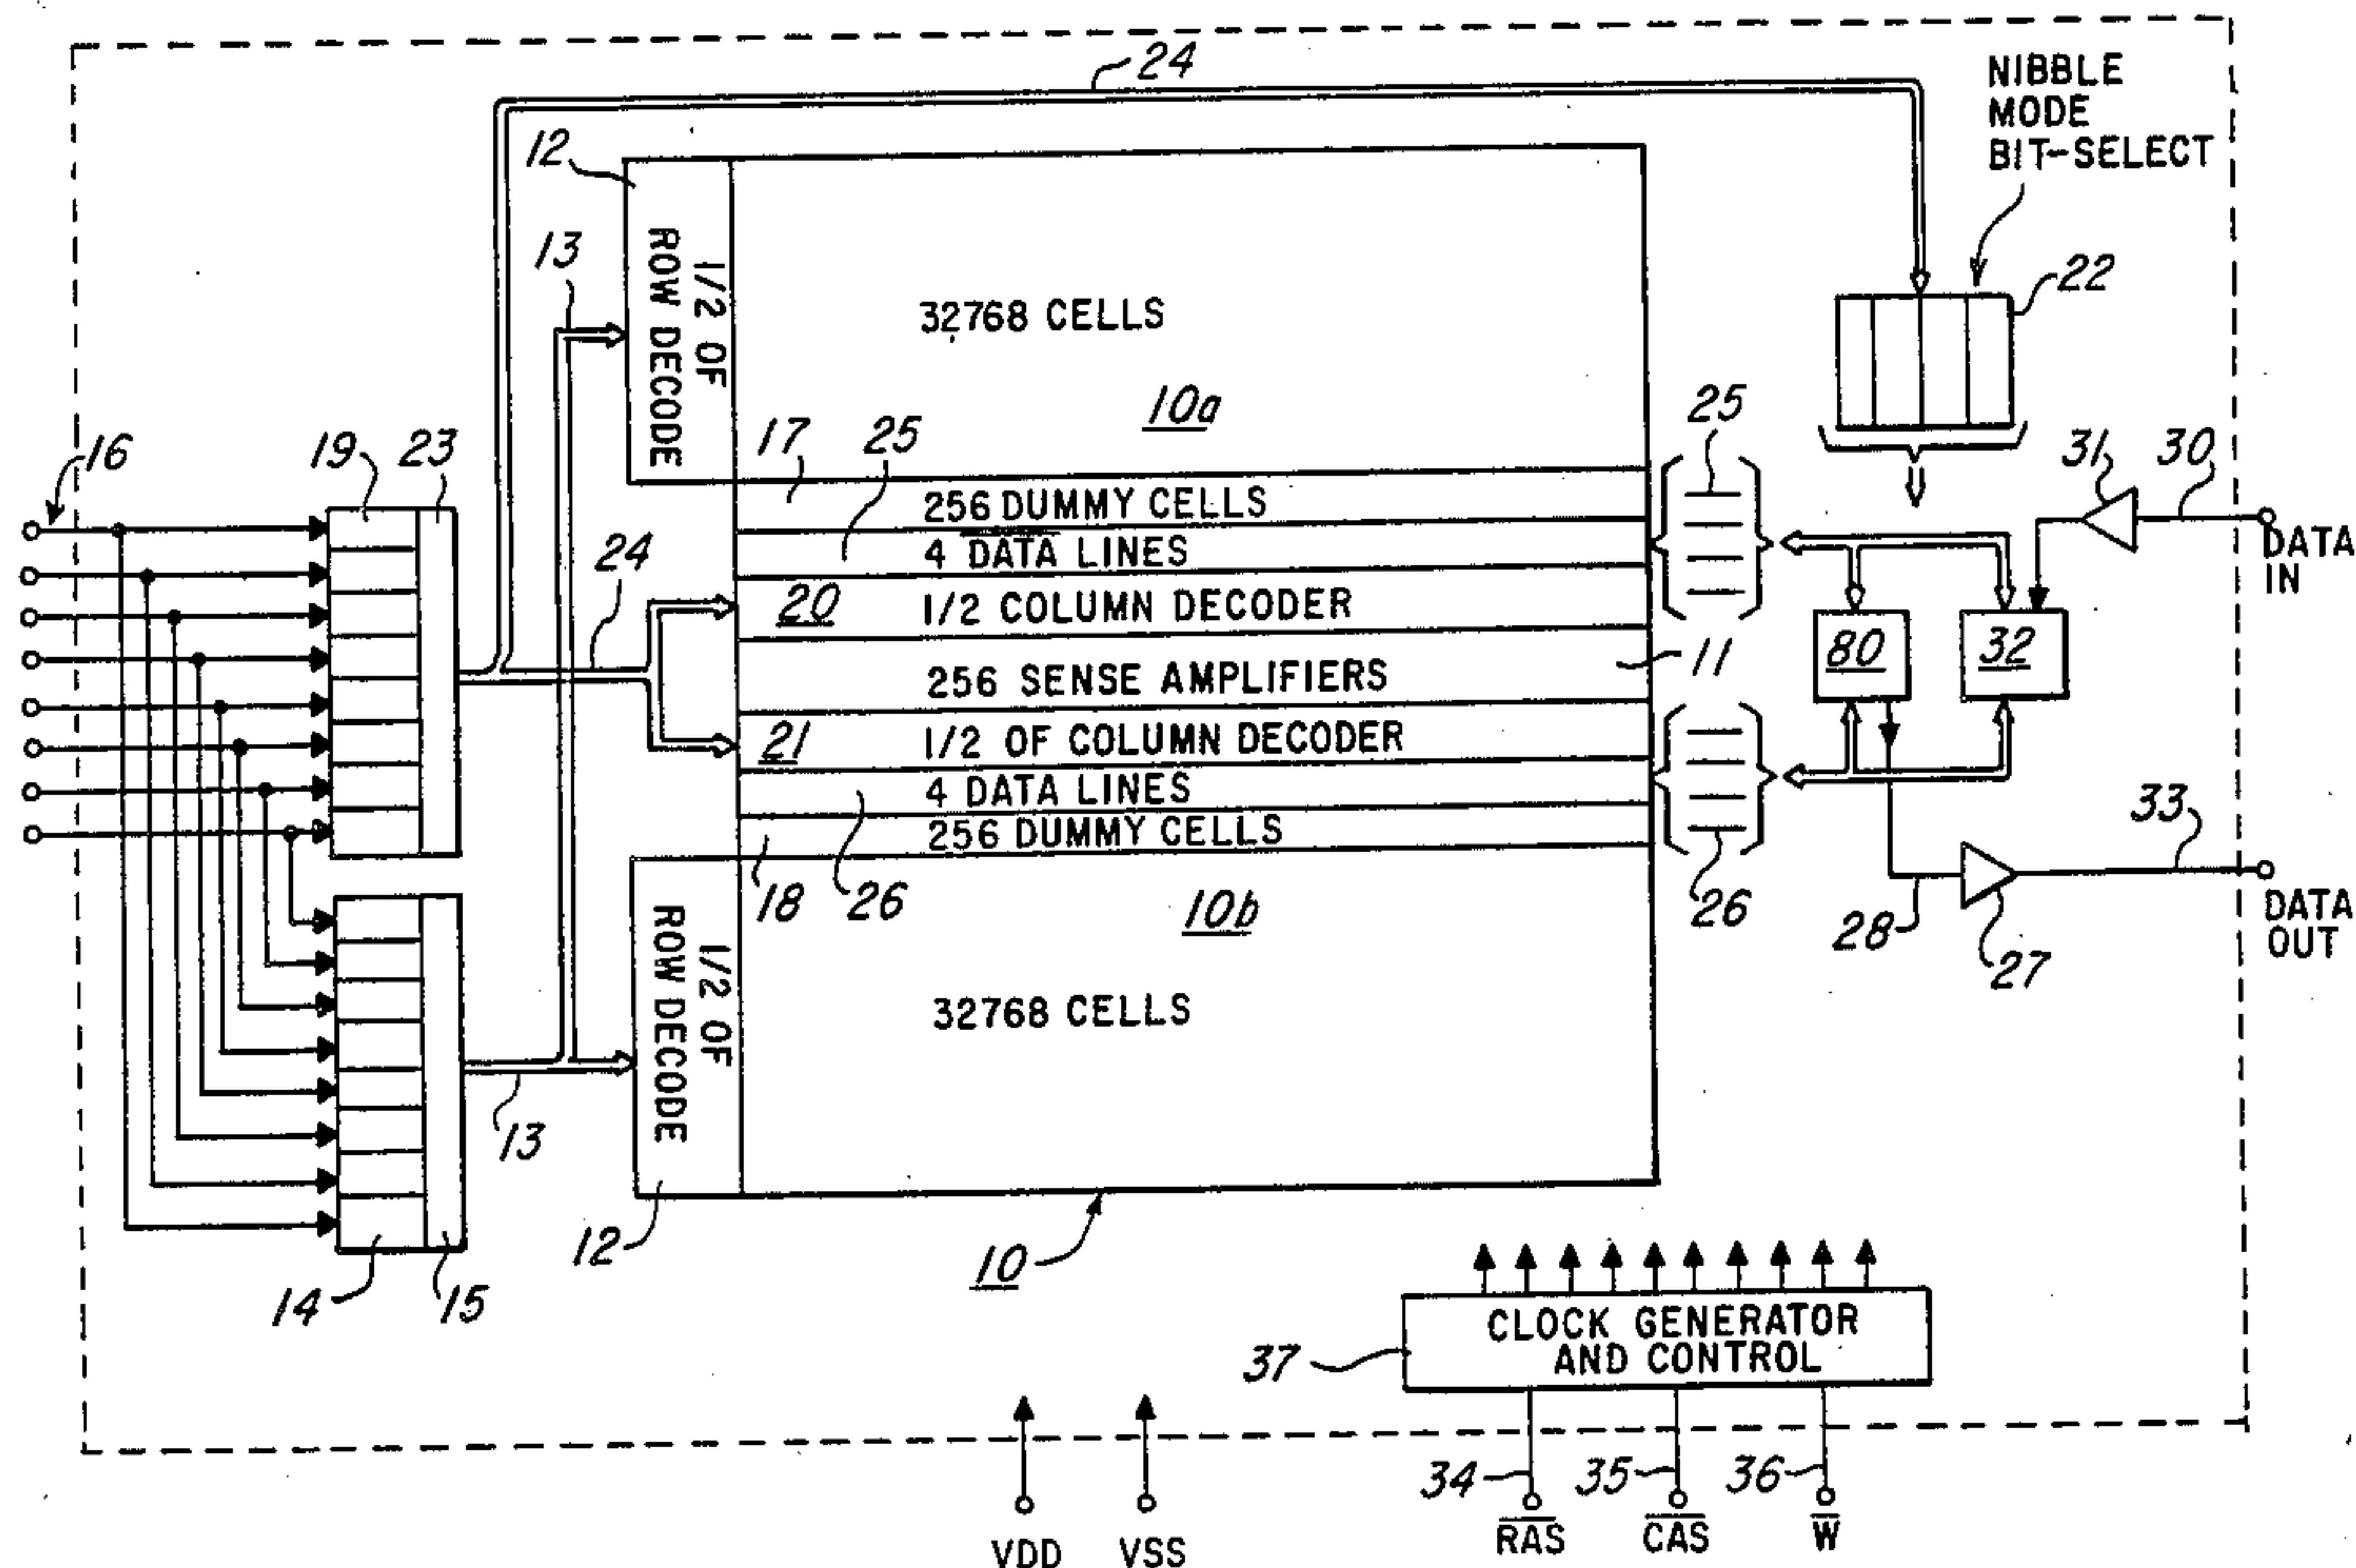 24
NIBBLE
MODE
BIT-SELECT
12
13
1/2 OF
ROW DECODE
32768 CELLS
22
10a
25
31
30
16
19
23
17
25
256 DUMMY CELLS
DATA
IN
24
4 DATA LINES
20
1/2 COLUMN DECODER
80
32
11
256 SENSE AMPLIFIERS
21
1/2 OF COLUMN DECODER
4 DATA LINES
33
256 DUMMY CELLS
18
26
10b
26
28
27
DATA
OUT
1/2 OF
ROW DECODE
32768 CELLS
13
12
10
14
15
37
CLOCK GENERATOR
AND CONTROL
34
35
36
VDD
VSS
R̅A̅S̅
C̅A̅S̅
W̅